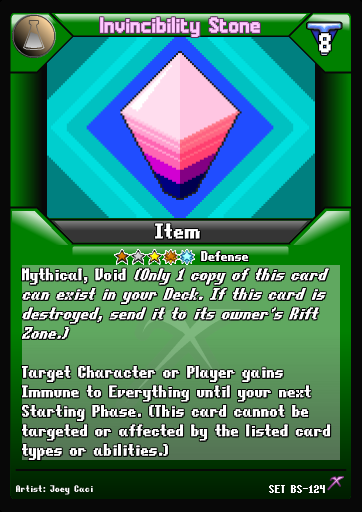 Invincibility Stone
8
Item
Defense
Mythical, Void (Only 1 copy of this card
can exist in your Deck. If this card is
destroyed, send it to its owner's Rift
Zone.)
Target Character or Player gains
Immune to Everything until your next
Starting Phase. (This card cannot be
targeted or affected by the listed card
types or abilities.)
Artist: Joey Caci
SET BS-124